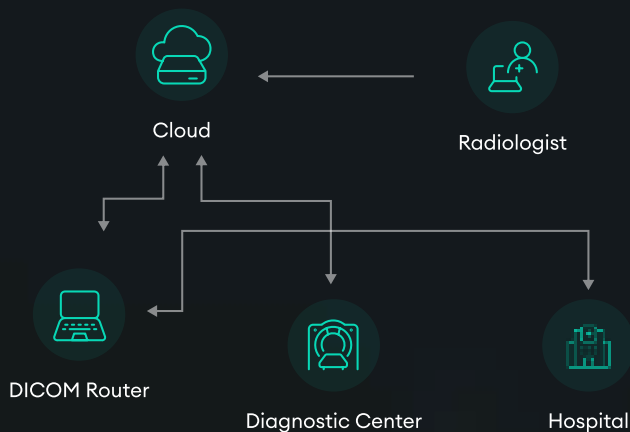 Cloud
Radiologist
DICOM Router
Diagnostic Center
Hospital